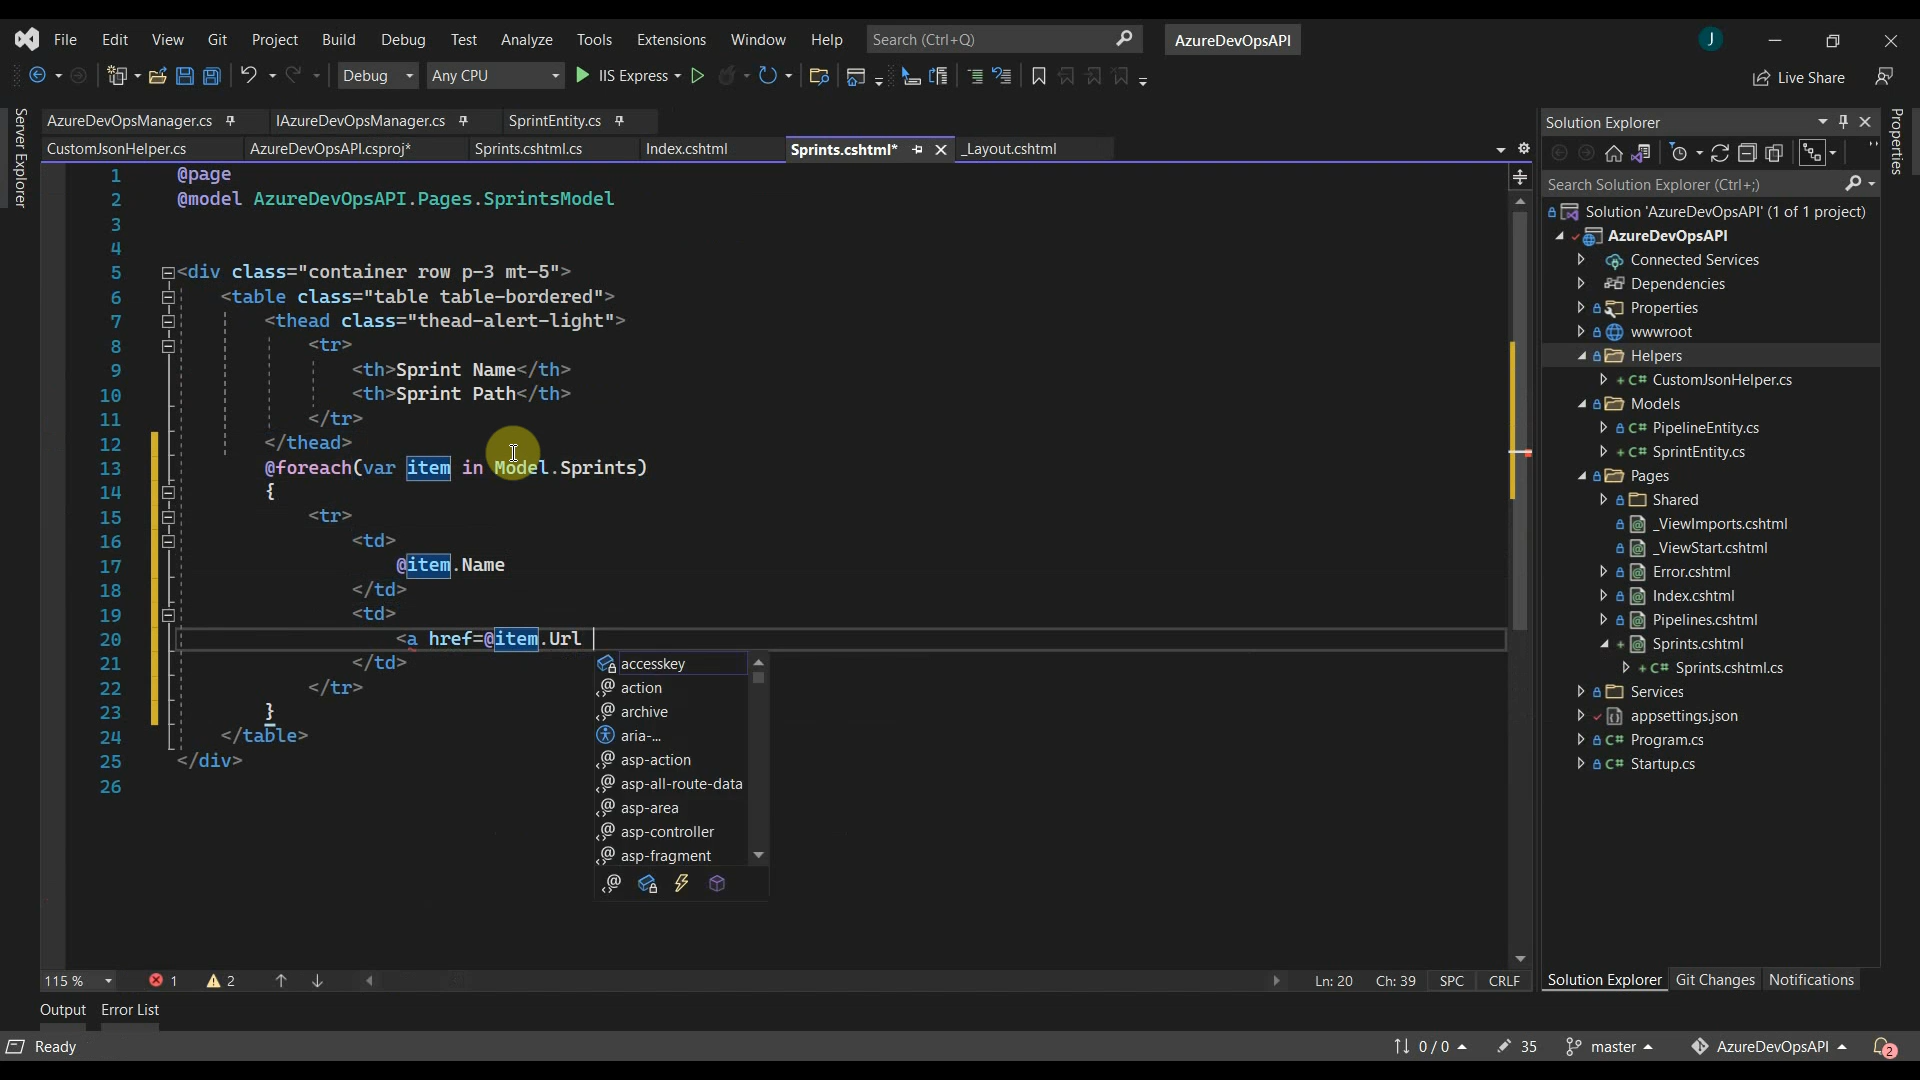 File Edit View Git Project Build Debug Test Analyze Tools Extensions Window Help Search (Ctrl+Q) AzureDevOpsAPI J
Debug Any CPU IIS Express Live Share
Server Explorer
AzureDevOpsManager.cs IAzureDevOpsManager.cs SprintEntity.cs
CustomJsonHelper.cs AzureDevOpsAPI.csproj* Sprints.cshtml.cs Index.cshtml Sprints.cshtml* _Layout.cshtml
1 @page
2 @model AzureDevOpsAPI.Pages.SprintsModel
3
4
5 <div class="container row p-3 mt-5">
6 <table class="table table-bordered">
7 <thead class="thead-alert-light">
8 <tr>
9 <th>Sprint Name</th>
10 <th>Sprint Path</th>
11 </tr>
12 </thead>
13 @foreach(var item in Model.Sprints)
14 {
15 <tr>
16 <td>
17 @item.Name
18 </td>
19 <td>
20 <a href=@item.Url
21 </td>
22 </tr>
23 }
24 </table>
25 </div>
26
accesskey
action
archive
aria-...
asp-action
asp-all-route-data
asp-area
asp-controller
asp-fragment
115 % 1 2 Ln: 20 Ch: 39 SPC CRLF
Output Error List
Solution Explorer
Search Solution Explorer (Ctrl+;)
Solution 'AzureDevOpsAPI' (1 of 1 project)
AzureDevOpsAPI
Connected Services
Dependencies
Properties
wwwroot
Helpers
C# CustomJsonHelper.cs
Models
C# PipelineEntity.cs
C# SprintEntity.cs
Pages
Shared
_ViewImports.cshtml
_ViewStart.cshtml
Error.cshtml
Index.cshtml
Pipelines.cshtml
Sprints.cshtml
C# Sprints.cshtml.cs
Services
appsettings.json
C# Program.cs
C# Startup.cs
Solution Explorer Git Changes Notifications
Properties
Ready 0 / 0 35 master AzureDevOpsAPI 2